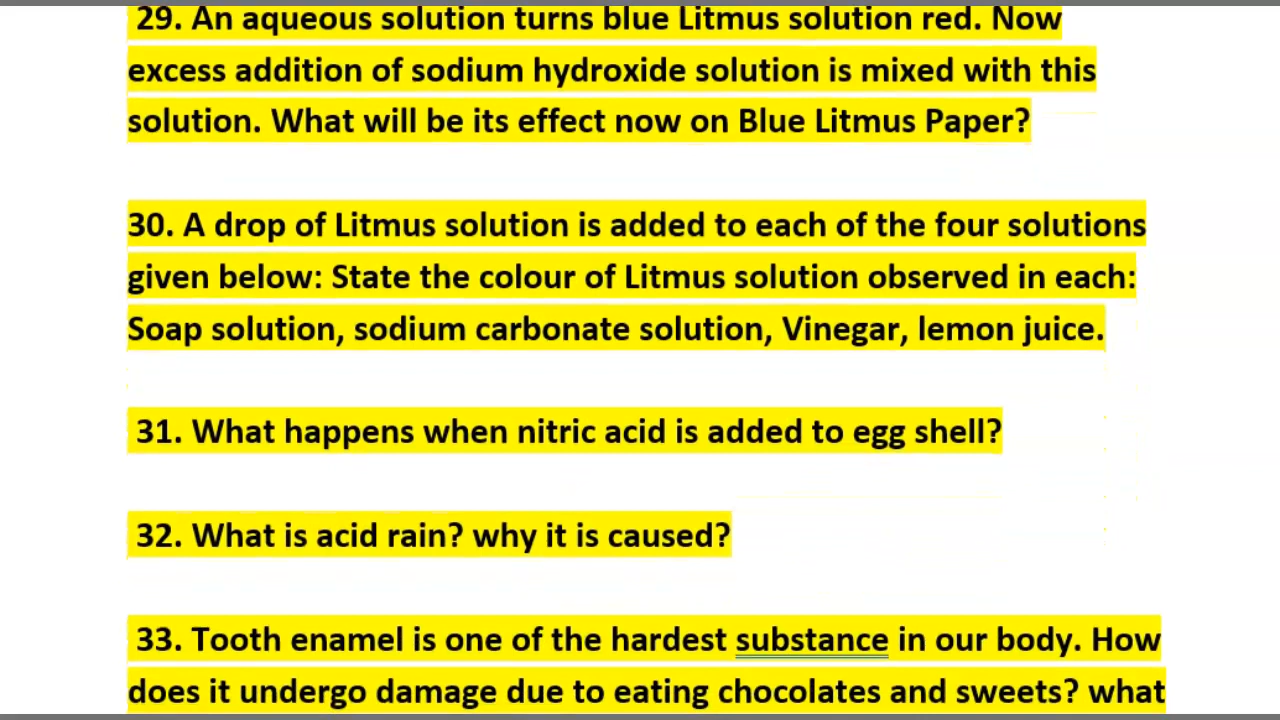 29. An aqueous solution turns blue Litmus solution red. Now
excess addition of sodium hydroxide solution is mixed with this
solution. What will be its effect now on Blue Litmus Paper?
30. A drop of Litmus solution is added to each of the four solutions
given below: State the colour of Litmus solution observed in each:
Soap solution, sodium carbonate solution, Vinegar, lemon juice.
31. What happens when nitric acid is added to egg shell?
32. What is acid rain? why it is caused?
33. Tooth enamel is one of the hardest substance in our body. How
does it undergo damage due to eating chocolates and sweets? what